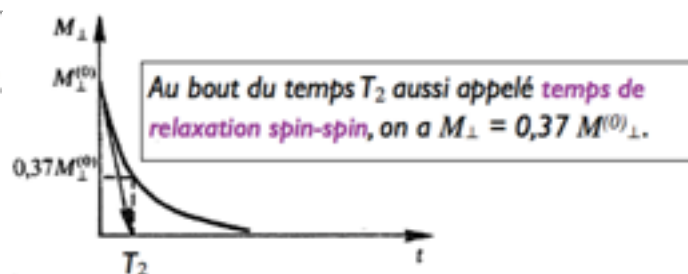 M⊥
M⊥⁽⁰⁾
Au bout du temps T₂ aussi appelé temps de
relaxation spin-spin, on a M⊥ = 0,37 M⁽⁰⁾⊥.
0,37M⊥⁽⁰⁾
T₂
t